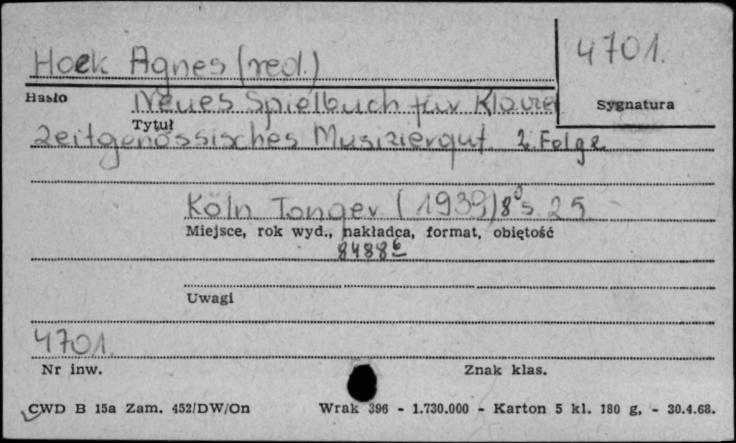 Hoek Agnes (red.)
4701.
Hasło
Neues Spielbuch für Klavier
Sygnatura
Tytuł
zeitgenössisches Musiziergut. 2. Folge
Köln Tonger (1939) 8° s. 25
Miejsce, rok wyd., nakładca, format, objętość
8488b
Uwagi
4701.
Nr inw.
Znak klas.
CWD B 15a Zam. 452/DW/On
Wrak 396 - 1.730.000 - Karton 5 kl. 180 g, - 30.4.68.